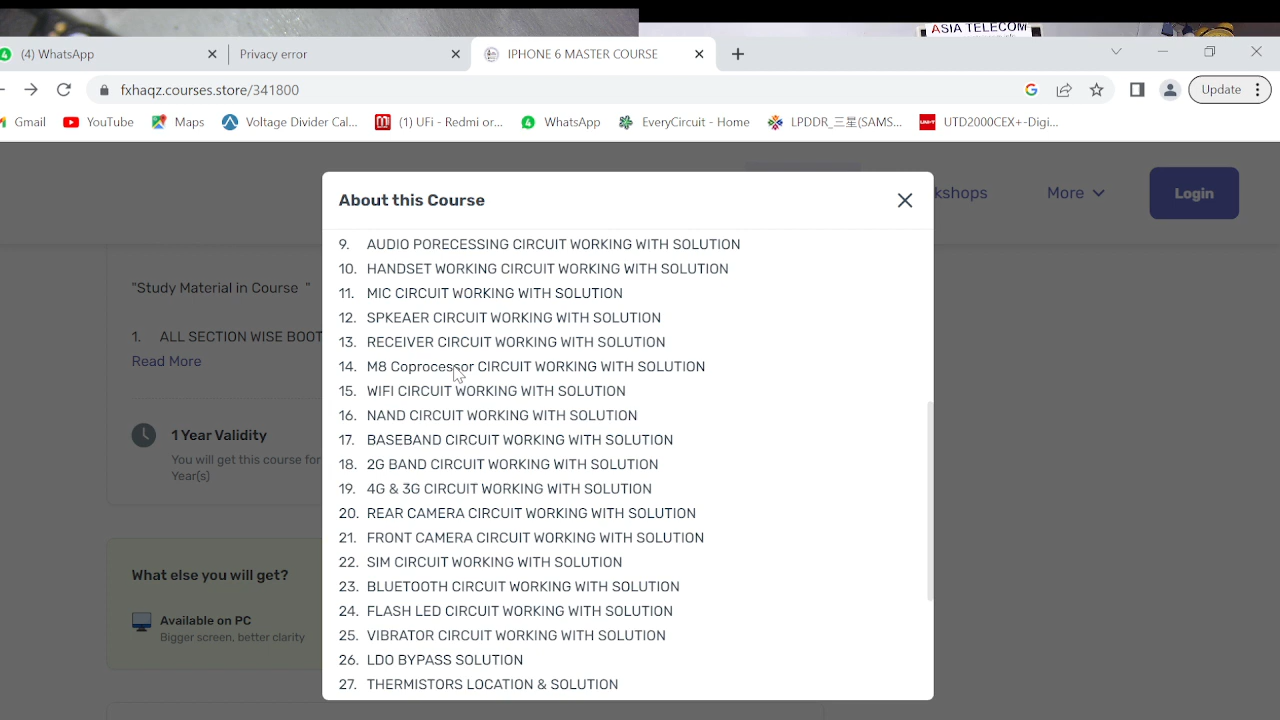 ASIA TELECOM
4 (4) WhatsApp
Privacy error
IPHONE 6 MASTER COURSE
fxhaqz.courses.store/341800
Update
Gmail
YouTube
Maps
Voltage Divider Cal...
(1) UFi - Redmi or...
4 WhatsApp
EveryCircuit - Home
LPDDR_三星(SAMS...
UTD2000CEX+-Digi...
kshops
More
Login
About this Course
"Study Material in Course "
1. ALL SECTION WISE BOOT
Read More
1 Year Validity
You will get this course for
Year(s)
What else you will get?
Available on PC
Bigger screen, better clarity
9. AUDIO PORECESSING CIRCUIT WORKING WITH SOLUTION
10. HANDSET WORKING CIRCUIT WORKING WITH SOLUTION
11. MIC CIRCUIT WORKING WITH SOLUTION
12. SPKEAER CIRCUIT WORKING WITH SOLUTION
13. RECEIVER CIRCUIT WORKING WITH SOLUTION
14. M8 Coprocessor CIRCUIT WORKING WITH SOLUTION
15. WIFI CIRCUIT WORKING WITH SOLUTION
16. NAND CIRCUIT WORKING WITH SOLUTION
17. BASEBAND CIRCUIT WORKING WITH SOLUTION
18. 2G BAND CIRCUIT WORKING WITH SOLUTION
19. 4G & 3G CIRCUIT WORKING WITH SOLUTION
20. REAR CAMERA CIRCUIT WORKING WITH SOLUTION
21. FRONT CAMERA CIRCUIT WORKING WITH SOLUTION
22. SIM CIRCUIT WORKING WITH SOLUTION
23. BLUETOOTH CIRCUIT WORKING WITH SOLUTION
24. FLASH LED CIRCUIT WORKING WITH SOLUTION
25. VIBRATOR CIRCUIT WORKING WITH SOLUTION
26. LDO BYPASS SOLUTION
27. THERMISTORS LOCATION & SOLUTION